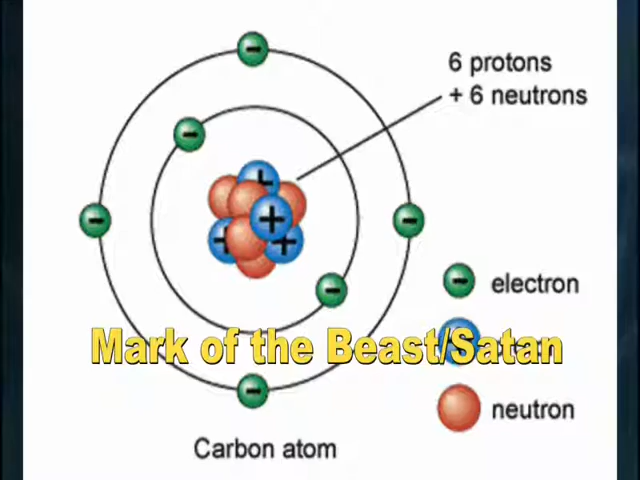 6 protons
+ 6 neutrons
electron
Mark of the Beast/Satan
neutron
Carbon atom